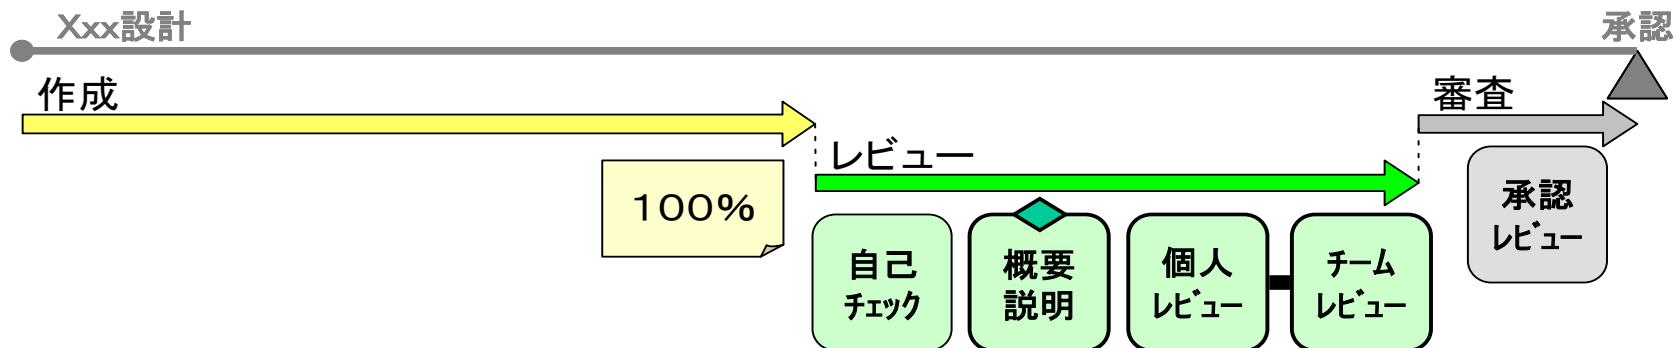 Xxx設計
承認
作成
審査
レビュー
100%
承認
ﾚﾋﾞｭｰ
自己
ﾁｪｯｸ
概要
説明
個人
ﾚﾋﾞｭｰ
ﾁｰﾑ
ﾚﾋﾞｭｰ